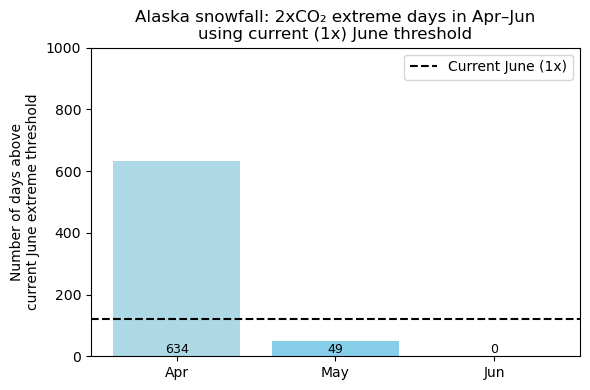 Alaska snowfall: 2xCO₂ extreme days in Apr–Jun
using current (1x) June threshold
Number of days above
current June extreme threshold
1000
800
600
400
200
0
Current June (1x)
634
49
0
Apr
May
Jun